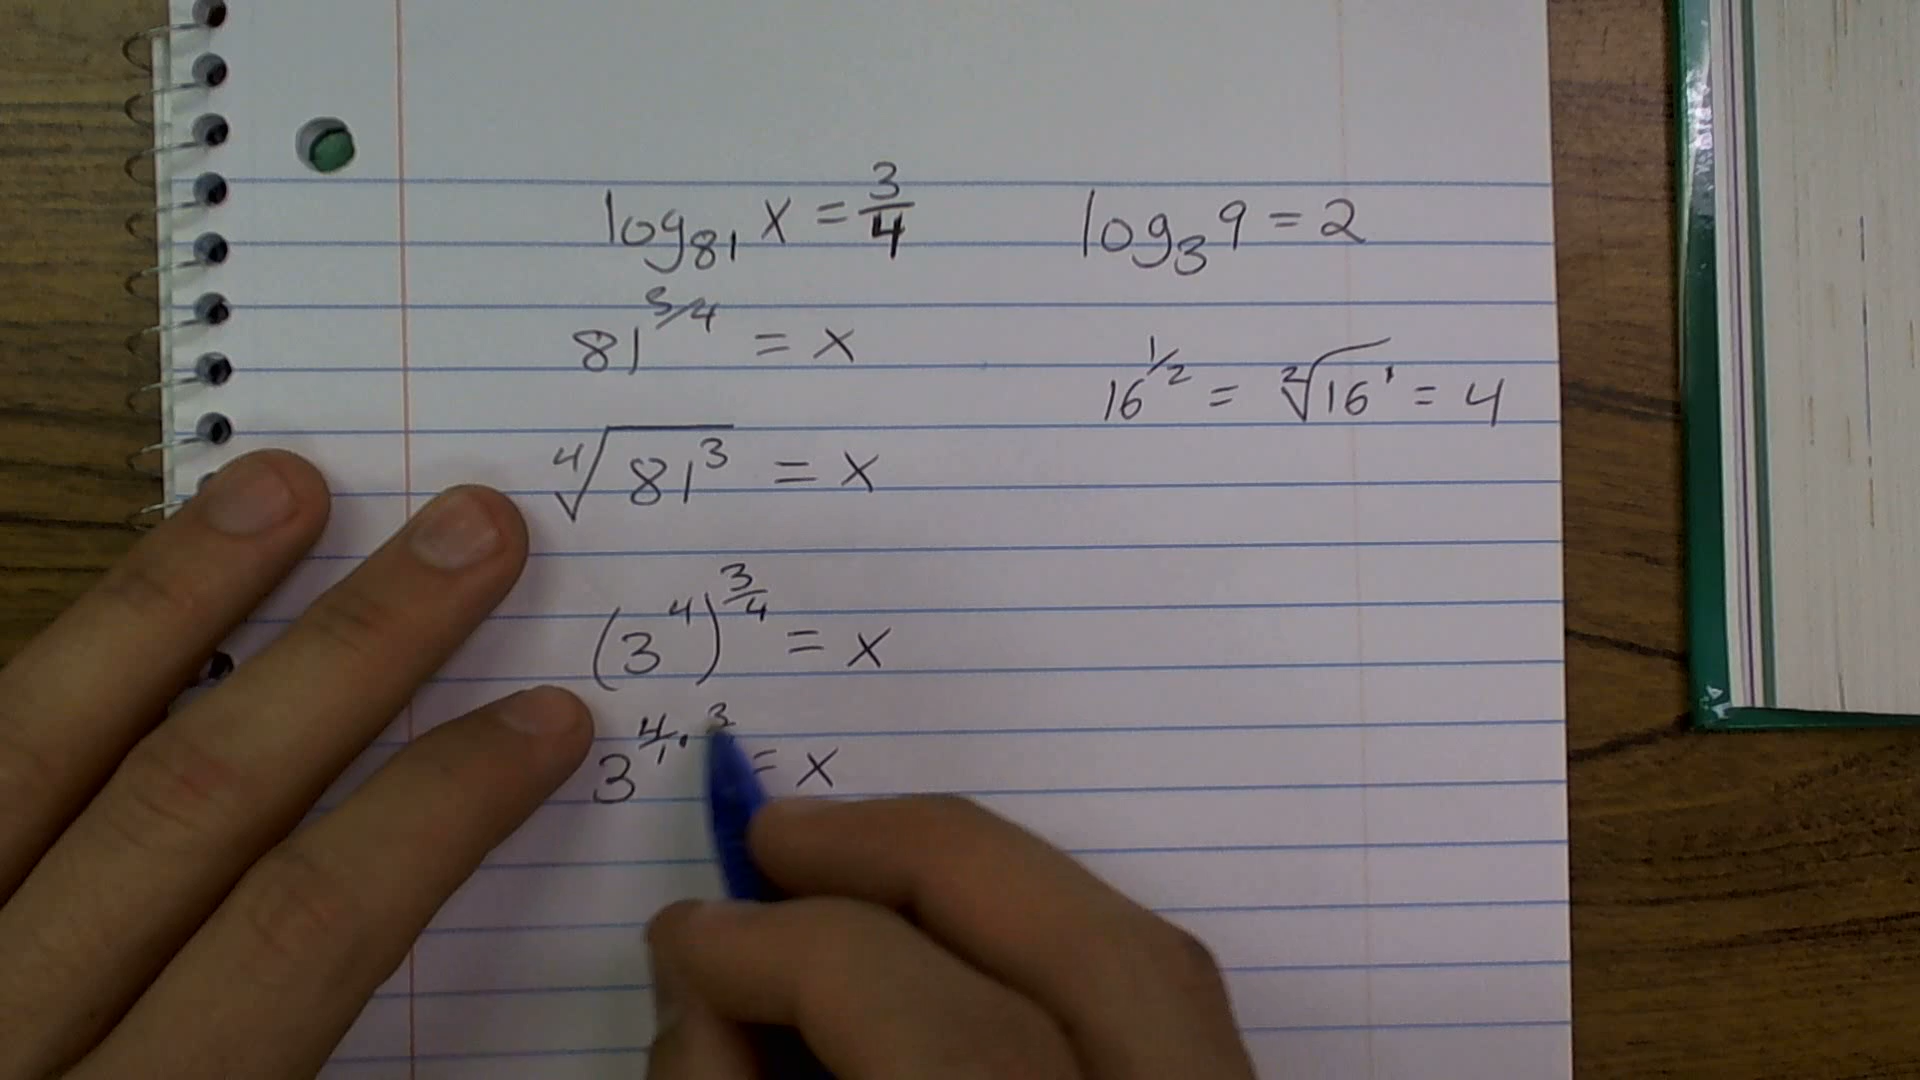 log₈₁ x = 3/4
log₃ 9 = 2
81^(3/4) = x
16^(1/2) = ²√16¹ = 4
⁴√81³ = x
(3⁴)^(3/4) = x
3^(4/1 · 3) = x